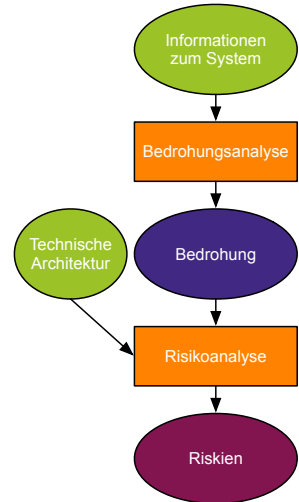 Informationen
zum System
Bedrohungsanalyse
Technische
Architektur
Bedrohung
Risikoanalyse
Riskien